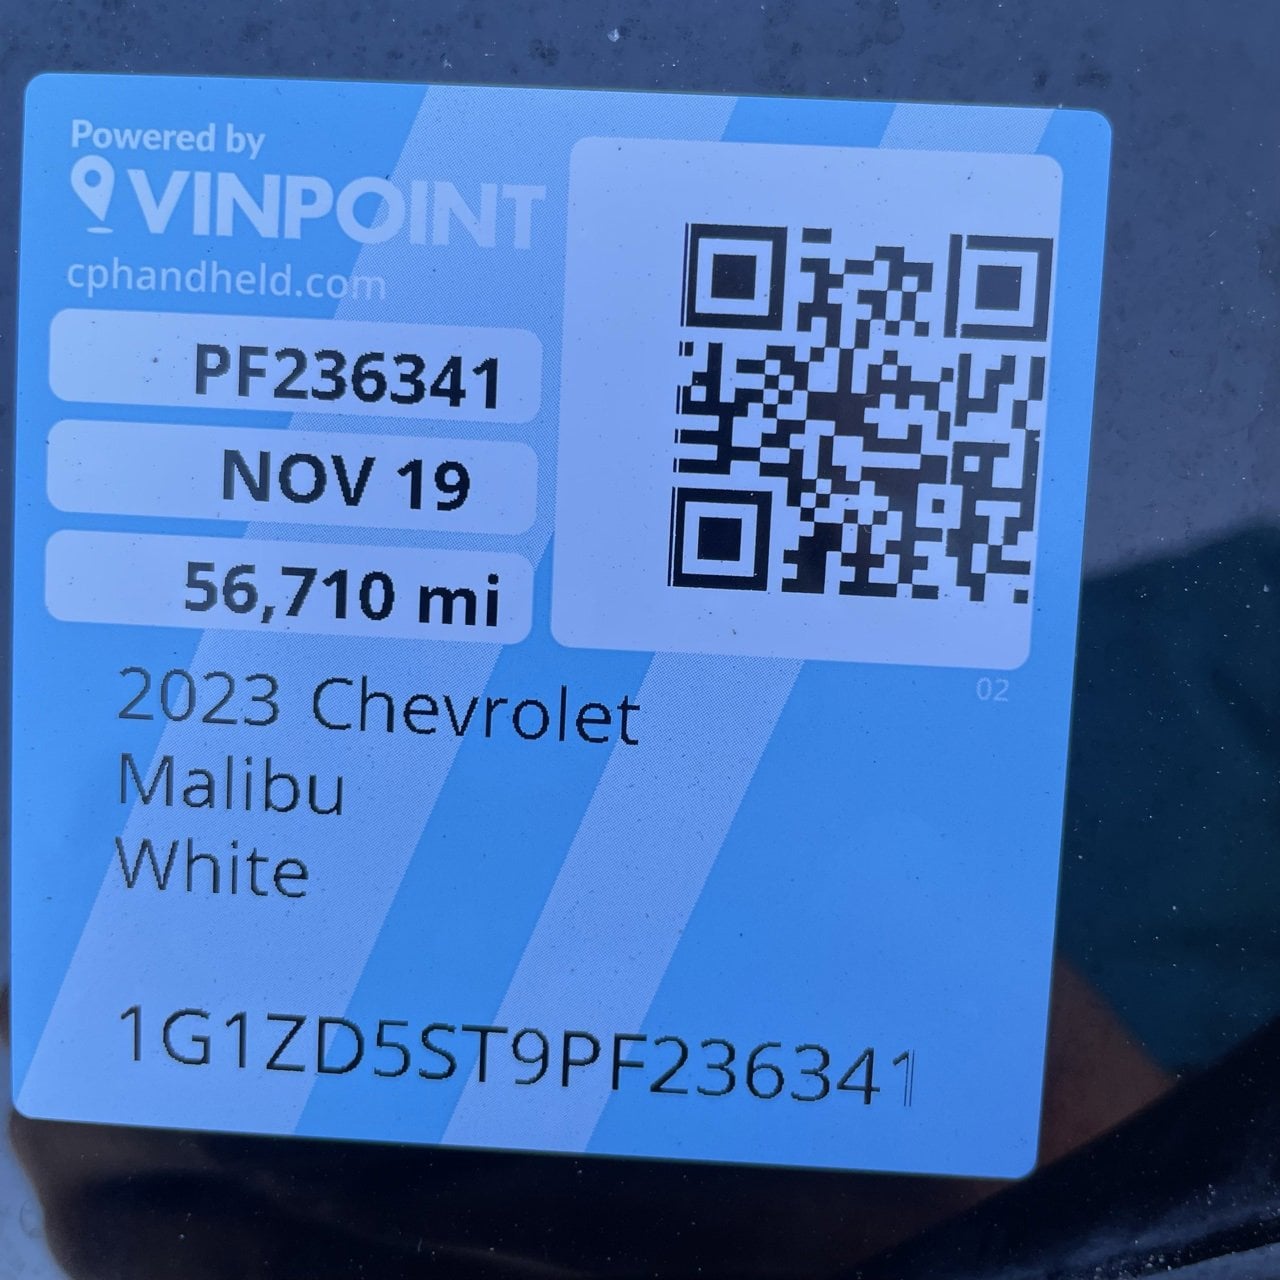 Powered by
VINPOINT
cphandheld.com
PF236341
NOV 19
56,710 mi
02
2023 Chevrolet
Malibu
White
1G1ZD5ST9PF236341